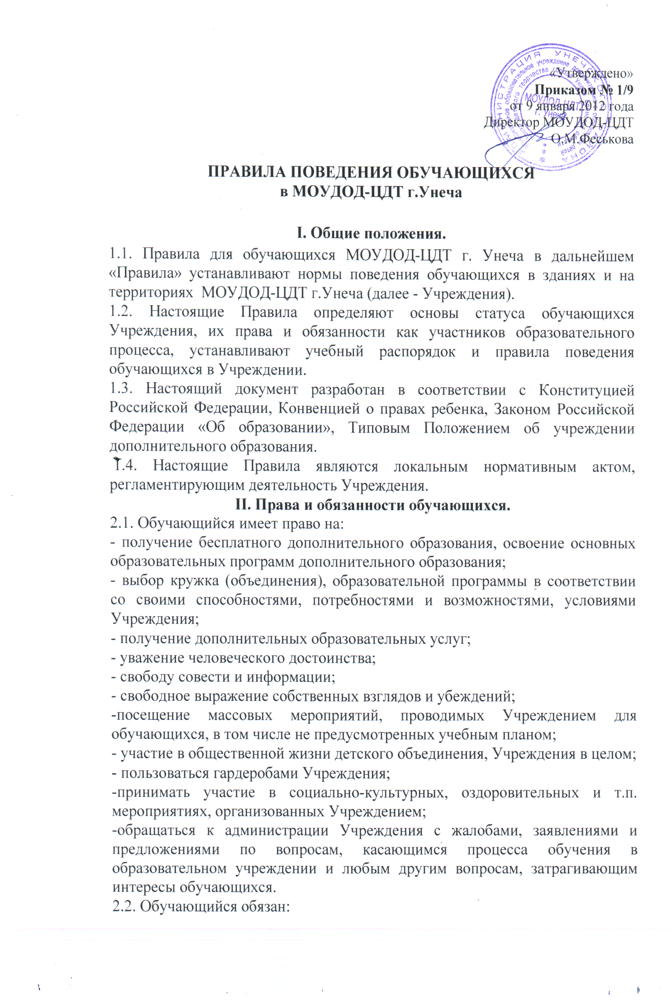 «Утверждено»
Приказом № 1/9
от 9 января 2012 года
Директор МОУДОД-ЦДТ
О.М.Феськова
МОУДОД-ЦДТ
г. Унеча
ПРАВИЛА ПОВЕДЕНИЯ ОБУЧАЮЩИХСЯ
в МОУДОД-ЦДТ г.Унеча
I. Общие положения.
1.1. Правила для обучающихся МОУДОД-ЦДТ г. Унеча в дальнейшем
«Правила» устанавливают нормы поведения обучающихся в зданиях и на
территориях МОУДОД-ЦДТ г.Унеча (далее - Учреждения).
1.2. Настоящие Правила определяют основы статуса обучающихся
Учреждения, их права и обязанности как участников образовательного
процесса, устанавливают учебный распорядок и правила поведения
обучающихся в Учреждении.
1.3. Настоящий документ разработан в соответствии с Конституцией
Российской Федерации, Конвенцией о правах ребенка, Законом Российской
Федерации «Об образовании», Типовым Положением об учреждении
дополнительного образования.
1.4. Настоящие Правила являются локальным нормативным актом,
регламентирующим деятельность Учреждения.
II. Права и обязанности обучающихся.
2.1. Обучающийся имеет право на:
- получение бесплатного дополнительного образования, освоение основных
образовательных программ дополнительного образования;
- выбор кружка (объединения), образовательной программы в соответствии
со своими способностями, потребностями и возможностями, условиями
Учреждения;
- получение дополнительных образовательных услуг;
- уважение человеческого достоинства;
- свободу совести и информации;
- свободное выражение собственных взглядов и убеждений;
-посещение массовых мероприятий, проводимых Учреждением для
обучающихся, в том числе не предусмотренных учебным планом;
- участие в общественной жизни детского объединения, Учреждения в целом;
- пользоваться гардеробами Учреждения;
-принимать участие в социально-культурных, оздоровительных и т.п.
мероприятиях, организованных Учреждением;
-обращаться к администрации Учреждения с жалобами, заявлениями и
предложениями по вопросам, касающимся процесса обучения в
образовательном учреждении и любым другим вопросам, затрагивающим
интересы обучающихся.
2.2. Обучающийся обязан: